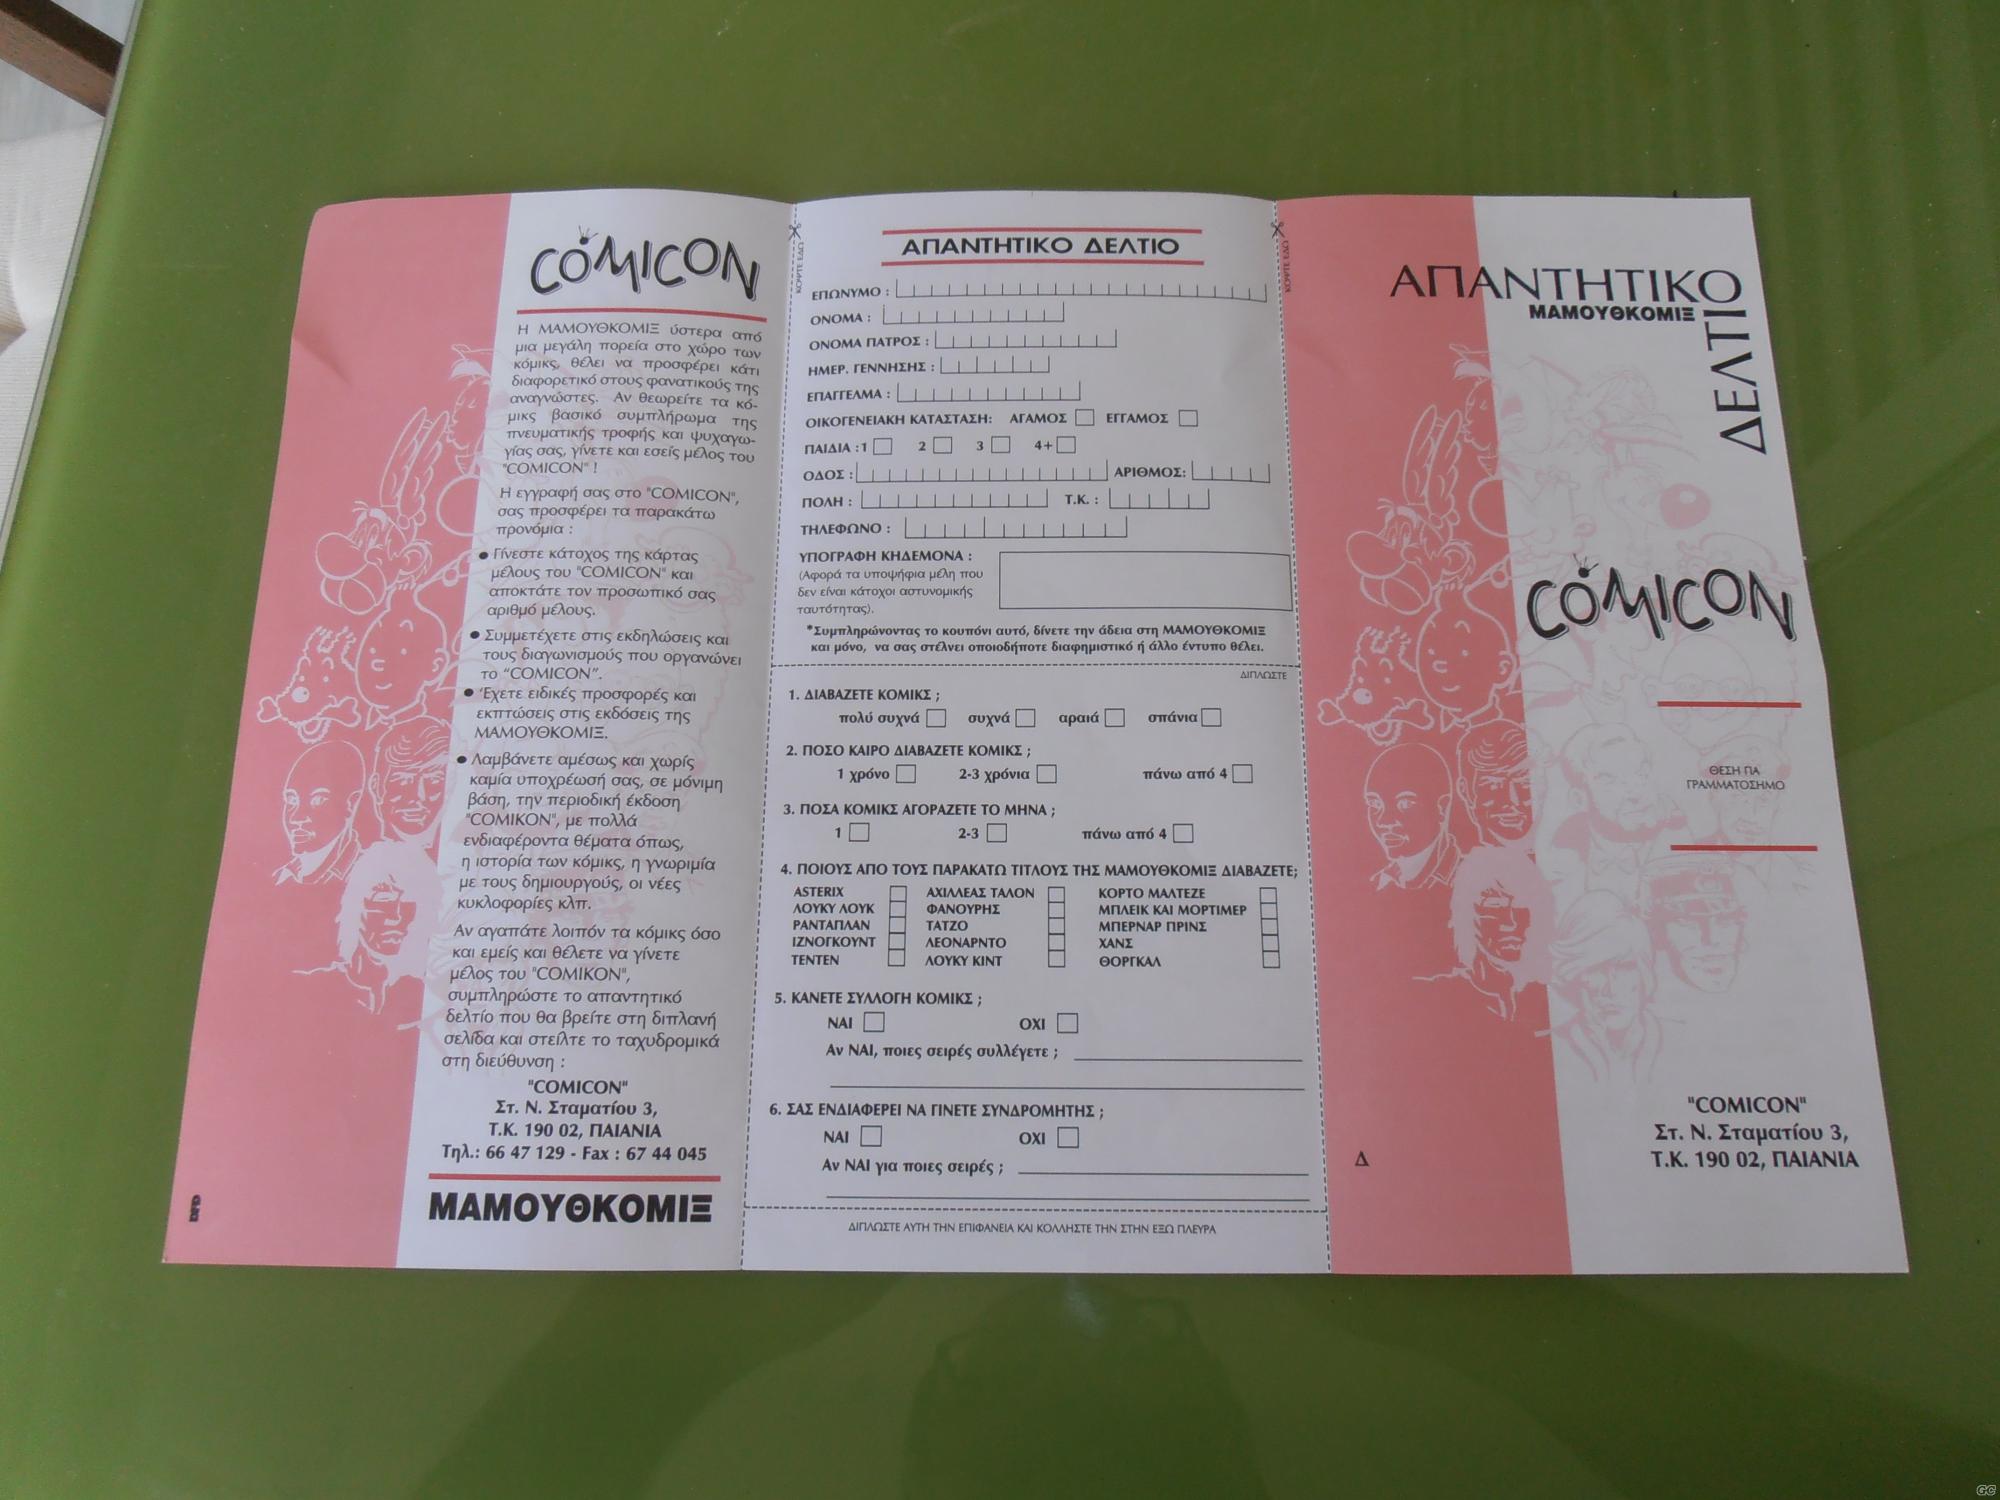 COMICON
Η ΜΑΜΟΥΘΚΟΜΙΞ ύστερα από
μια μεγάλη πορεία στο χώρο των
κόμικς, θέλει να προσφέρει κάτι
διαφορετικό στους φανατικούς της
αναγνώστες. Αν θεωρείτε τα κό-
μικς βασικό συμπλήρωμα της
πνευματικής τροφής και ψυχαγω-
γίας σας, γίνετε και εσείς μέλος του
"COMICON" !
Η εγγραφή σας στο "COMICON",
σας προσφέρει τα παρακάτω
προνόμια :
● Γίνεστε κάτοχος της κάρτας
μέλους του "COMICON" και
αποκτάτε τον προσωπικό σας
αριθμό μέλους.
● Συμμετέχετε στις εκδηλώσεις και
τους διαγωνισμούς που οργανώνει
το “COMICON”.
● Έχετε ειδικές προσφορές και
εκπτώσεις στις εκδόσεις της
ΜΑΜΟΥΘΚΟΜΙΞ.
● Λαμβάνετε αμέσως και χωρίς
καμία υποχρέωσή σας, σε μόνιμη
βάση, την περιοδική έκδοση
"COMIKON", με πολλά
ενδιαφέροντα θέματα όπως,
η ιστορία των κόμικς, η γνωριμία
με τους δημιουργούς, οι νέες
κυκλοφορίες κλπ.
Αν αγαπάτε λοιπόν τα κόμικς όσο
και εμείς και θέλετε να γίνετε
μέλος του "COMIKON",
συμπληρώστε το απαντητικό
δελτίο που θα βρείτε στη διπλανή
σελίδα και στείλτε το ταχυδρομικά
στη διεύθυνση :
"COMICON"
Στ. Ν. Σταματίου 3,
Τ.Κ. 190 02, ΠΑΙΑΝΙΑ
Τηλ.: 66 47 129 - Fax : 67 44 045
ΜΑΜΟΥΘΚΟΜΙΞ
ΚΟΨΤΕ ΕΔΩ
ΑΠΑΝΤΗΤΙΚΟ ΔΕΛΤΙΟ
ΚΟΨΤΕ ΕΔΩ
ΕΠΩΝΥΜΟ :
ΟΝΟΜΑ :
ΟΝΟΜΑ ΠΑΤΡΟΣ :
ΗΜΕΡ. ΓΕΝΝΗΣΗΣ :
ΕΠΑΓΓΕΛΜΑ :
ΟΙΚΟΓΕΝΕΙΑΚΗ ΚΑΤΑΣΤΑΣΗ: ΑΓΑΜΟΣ ΕΓΓΑΜΟΣ
ΠΑΙΔΙΑ : 1 2 3 4+
ΟΔΟΣ : ΑΡΙΘΜΟΣ:
ΠΟΛΗ : Τ.Κ. :
ΤΗΛΕΦΩΝΟ :
ΥΠΟΓΡΑΦΗ ΚΗΔΕΜΟΝΑ :
(Αφορά τα υποψήφια μέλη που
δεν είναι κάτοχοι αστυνομικής
ταυτότητας).
*Συμπληρώνοντας το κουπόνι αυτό, δίνετε την άδεια στη ΜΑΜΟΥΘΚΟΜΙΞ
και μόνο, να σας στέλνει οποιοδήποτε διαφημιστικό ή άλλο έντυπο θέλει.
ΔΙΠΛΩΣΤΕ
1. ΔΙΑΒΑΖΕΤΕ ΚΟΜΙΚΣ ;
πολύ συχνά συχνά αραιά σπάνια
2. ΠΟΣΟ ΚΑΙΡΟ ΔΙΑΒΑΖΕΤΕ ΚΟΜΙΚΣ ;
1 χρόνο 2-3 χρόνια πάνω από 4
3. ΠΟΣΑ ΚΟΜΙΚΣ ΑΓΟΡΑΖΕΤΕ ΤΟ ΜΗΝΑ ;
1 2-3 πάνω από 4
4. ΠΟΙΟΥΣ ΑΠΟ ΤΟΥΣ ΠΑΡΑΚΑΤΩ ΤΙΤΛΟΥΣ ΤΗΣ ΜΑΜΟΥΘΚΟΜΙΞ ΔΙΑΒΑΖΕΤΕ;
ASTERIX ΑΧΙΛΛΕΑΣ ΤΑΛΟΝ ΚΟΡΤΟ ΜΑΛΤΕΖΕ
ΛΟΥΚΥ ΛΟΥΚ ΦΑΝΟΥΡΗΣ ΜΠΛΕΙΚ ΚΑΙ ΜΟΡΤΙΜΕΡ
ΡΑΝΤΑΠΛΑΝ ΤΑΤΖΟ ΜΠΕΡΝΑΡ ΠΡΙΝΣ
ΙΖΝΟΓΚΟΥΝΤ ΛΕΟΝΑΡΝΤΟ ΧΑΝΣ
ΤΕΝΤΕΝ ΛΟΥΚΥ ΚΙΝΤ ΘΟΡΓΚΑΛ
5. ΚΑΝΕΤΕ ΣΥΛΛΟΓΗ ΚΟΜΙΚΣ ;
ΝΑΙ ΟΧΙ
Αν ΝΑΙ, ποιες σειρές συλλέγετε ;
6. ΣΑΣ ΕΝΔΙΑΦΕΡΕΙ ΝΑ ΓΙΝΕΤΕ ΣΥΝΔΡΟΜΗΤΗΣ ;
ΝΑΙ ΟΧΙ
Αν ΝΑΙ για ποιες σειρές ;
ΔΙΠΛΩΣΤΕ ΑΥΤΗ ΤΗΝ ΕΠΙΦΑΝΕΙΑ ΚΑΙ ΚΟΛΛΗΣΤΕ ΤΗΝ ΣΤΗΝ ΕΞΩ ΠΛΕΥΡΑ
ΑΠΑΝΤΗΤΙΚΟ
ΜΑΜΟΥΘΚΟΜΙΞ
ΔΕΛΤΙΟ
COMICON
ΘΕΣΗ ΓΙΑ
ΓΡΑΜΜΑΤΟΣΗΜΟ
"COMICON"
Στ. Ν. Σταματίου 3,
Τ.Κ. 190 02, ΠΑΙΑΝΙΑ
Δ
GC